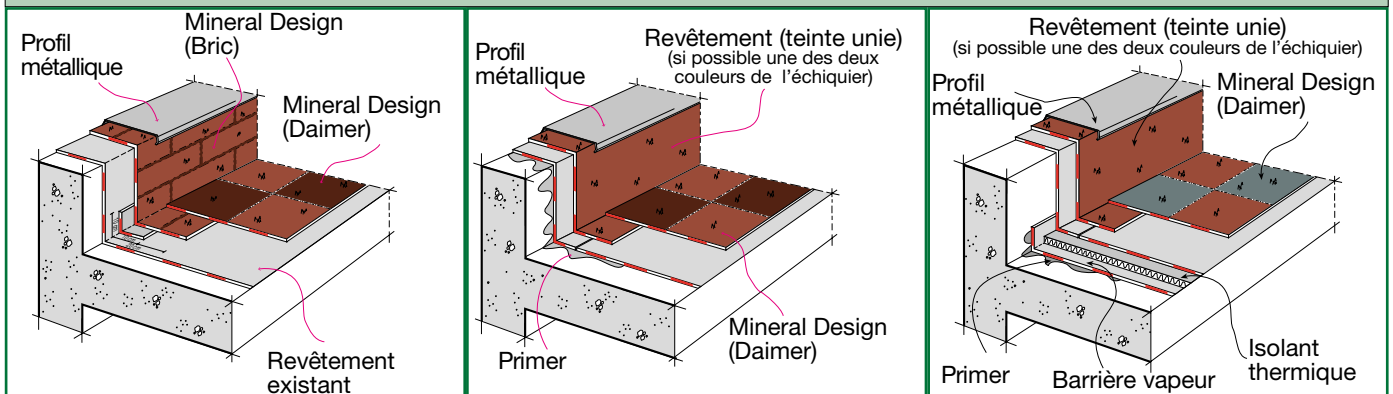 Mineral Design
(Bric)
Profil
métallique
Mineral Design
(Daimer)
Revêtement
existant
Profil
métallique
Revêtement (teinte unie)
(si possible une des deux
couleurs de l'échiquier)
Primer
Mineral Design
(Daimer)
Revêtement (teinte unie)
(si possible une des deux couleurs de l'échiquier)
Profil
métallique
Mineral Design
(Daimer)
Primer
Barrière vapeur
Isolant
thermique